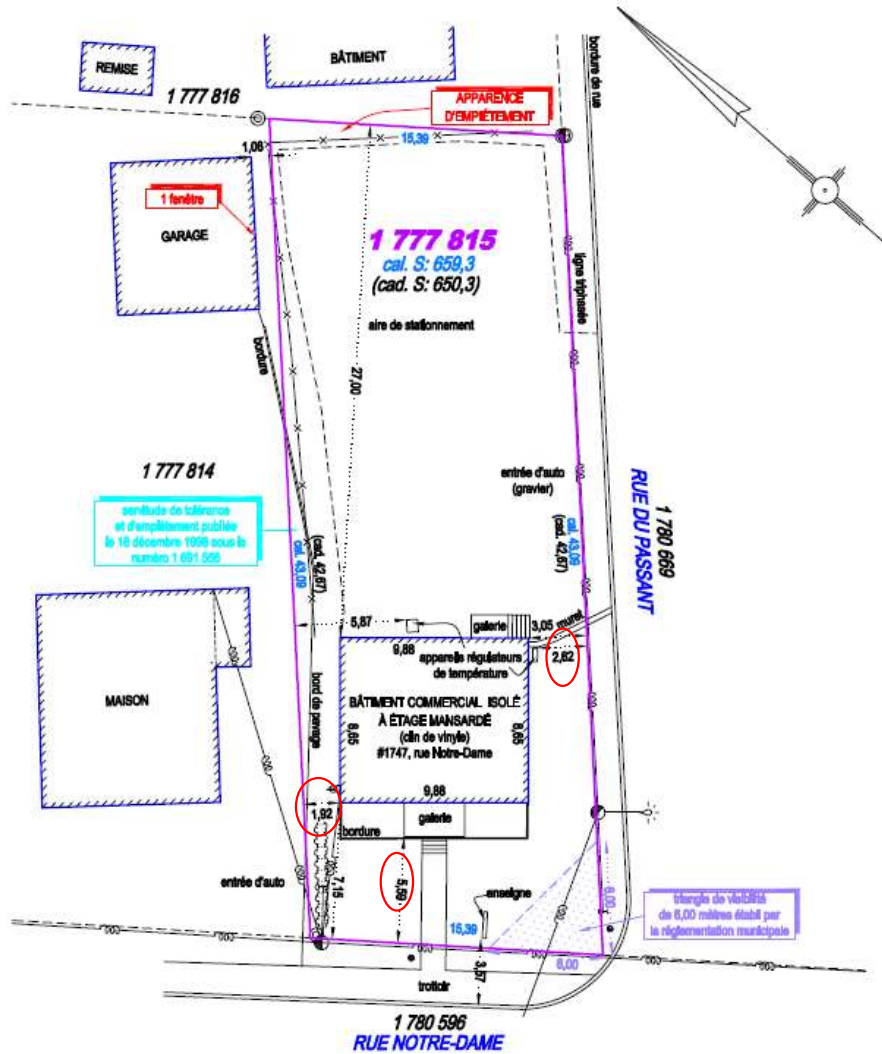 REMISE
BÂTIMENT
bordure de rue
1 777 816
APPARENCE
D'EMPIÉTEMENT
15,39
1,08
1 fenêtre
GARAGE
1 777 815
cal. S: 659,3
(cad. S: 650,3)
ligne triphasée
aire de stationnement
bordure
27,00
1 777 814
entrée d'auto
(gravier)
RUE DU PASSANT
1 780 669
servitude de tolérance
et d'empiétement publiée
le 18 décembre 1998 sous le
numéro 1 691 566
cal. 43,09
(cad. 42,67)
cal. 43,09
(cad. 42,67)
5,87
galerie
3,05
muret
9,88
2,62
appareils régulateurs
de température
MAISON
bord de pavage
BÂTIMENT COMMERCIAL ISOLÉ
À ÉTAGE MANSARDÉ
(clin de vinyle)
#1747, rue Notre-Dame
8,65
8,65
9,88
1,92
galerie
bordure
entrée d'auto
7,15
5,59
enseigne
6,00
triangle de visibilité
de 6,00 mètres établi par
la réglementation municipale
15,39
6,00
3,57
trottoir
1 780 596
RUE NOTRE-DAME